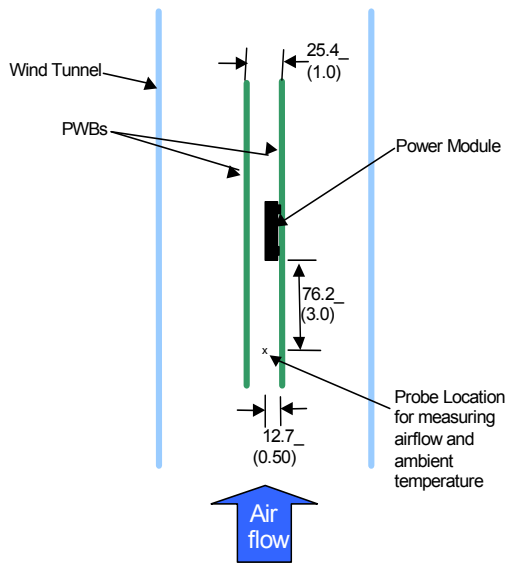 25.4_
(1.0)
Wind Tunnel
PWBs
Power Module
76.2_
(3.0)
x
Probe Location
for measuring
airflow and
ambient
temperature
12.7_
(0.50)
Air
flow